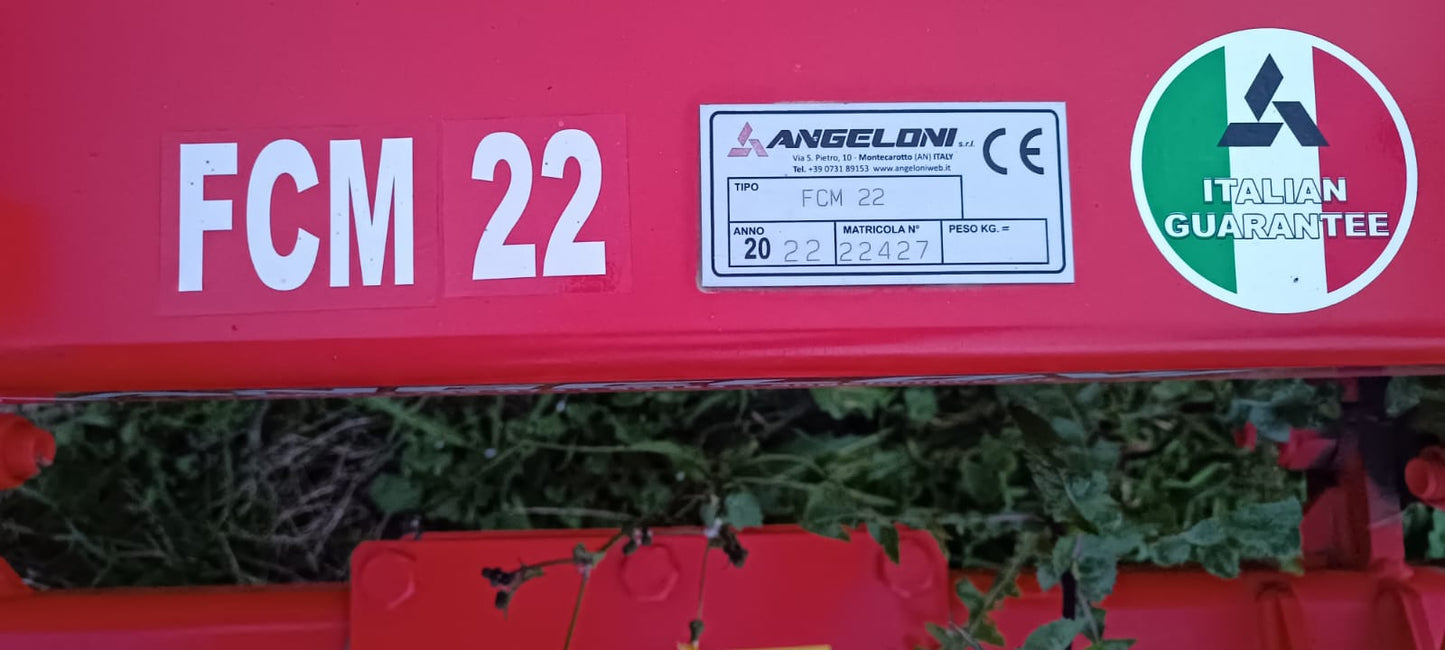 FCM 22
ANGELONI s.r.l.
Via S. Pietro, 10 - Montecarotto (AN) ITALY
Tel. +39 0731 89153 www.angeloniweb.it
CE
TIPO
FCM 22
ANNO
20 22
MATRICOLA N°
22427
PESO KG. =
ITALIAN
GUARANTEE